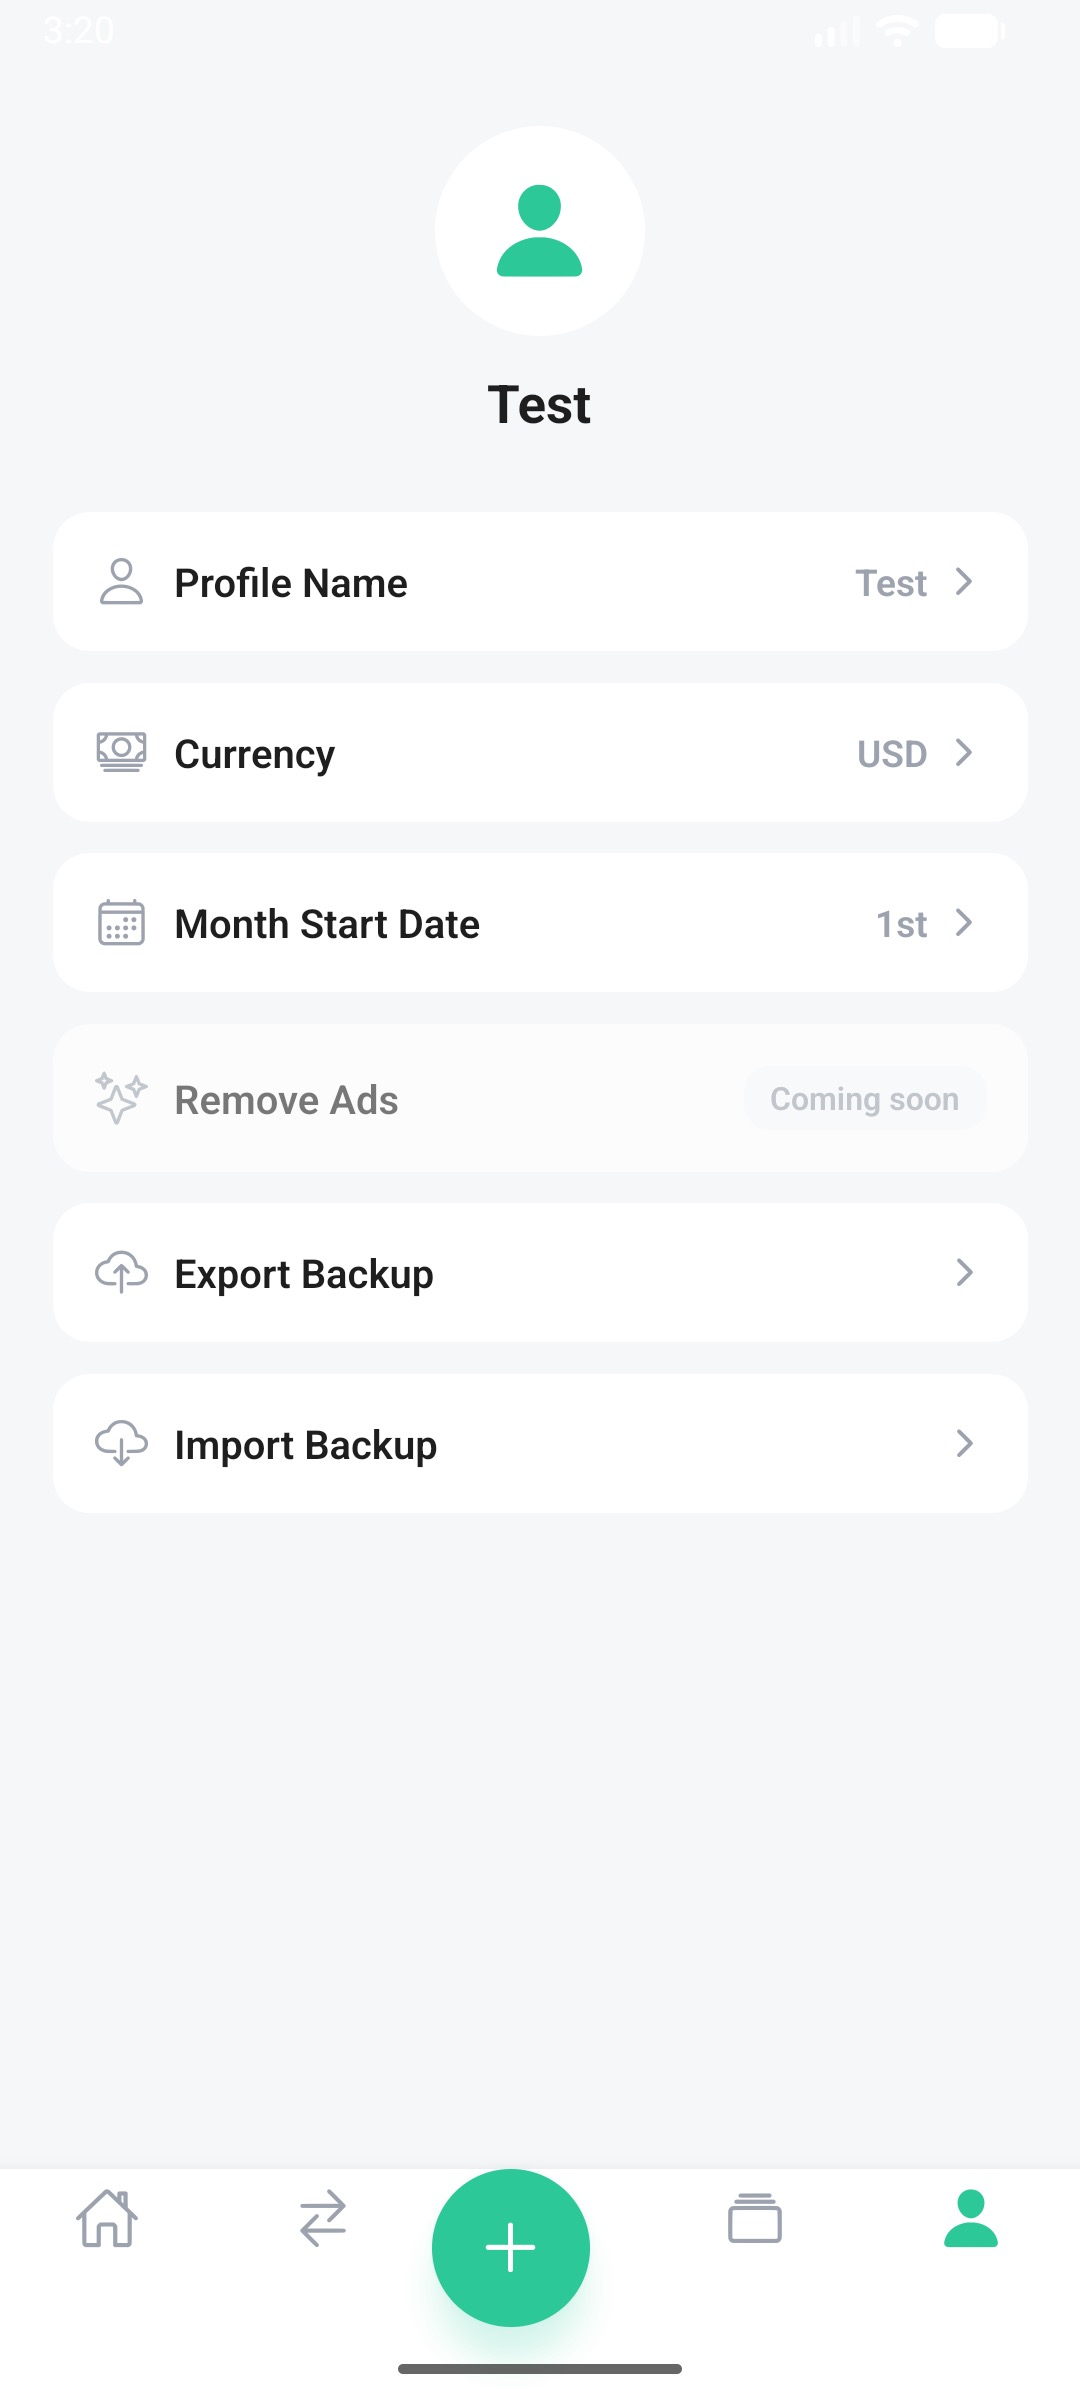 3:20
Test
Profile Name Test
Currency USD
Month Start Date 1st
Remove Ads Coming soon
Export Backup
Import Backup